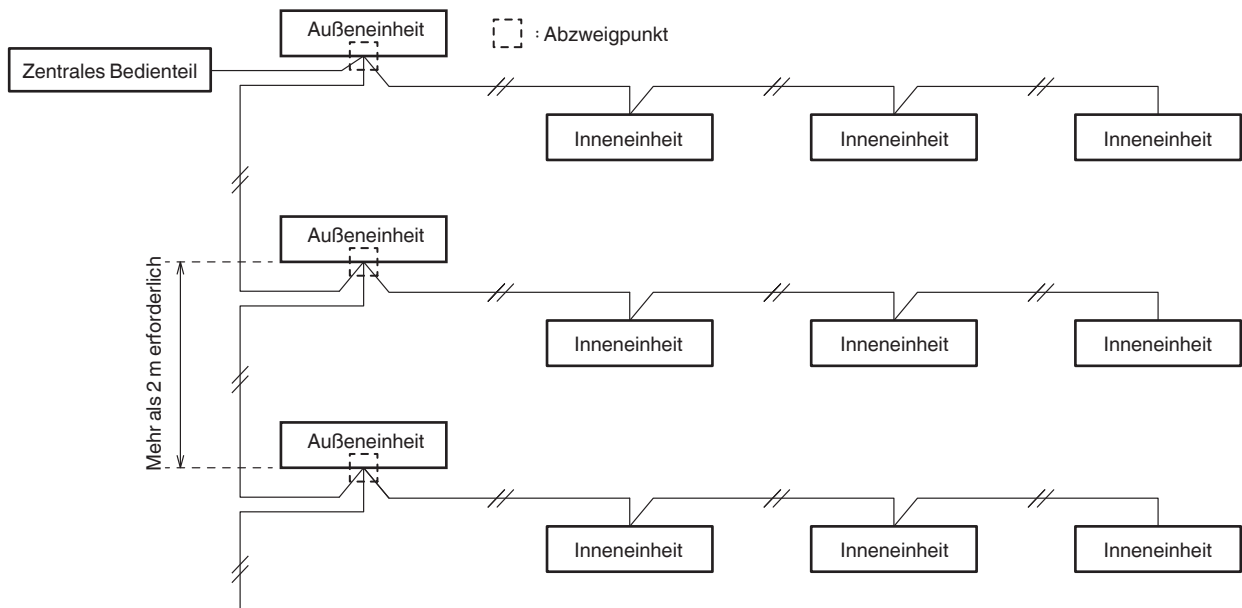 Außeneinheit
: Abzweigpunkt
Zentrales Bedienteil
Inneneinheit
Inneneinheit
Inneneinheit
Außeneinheit
Mehr als 2 m erforderlich
Inneneinheit
Inneneinheit
Inneneinheit
Außeneinheit
Inneneinheit
Inneneinheit
Inneneinheit